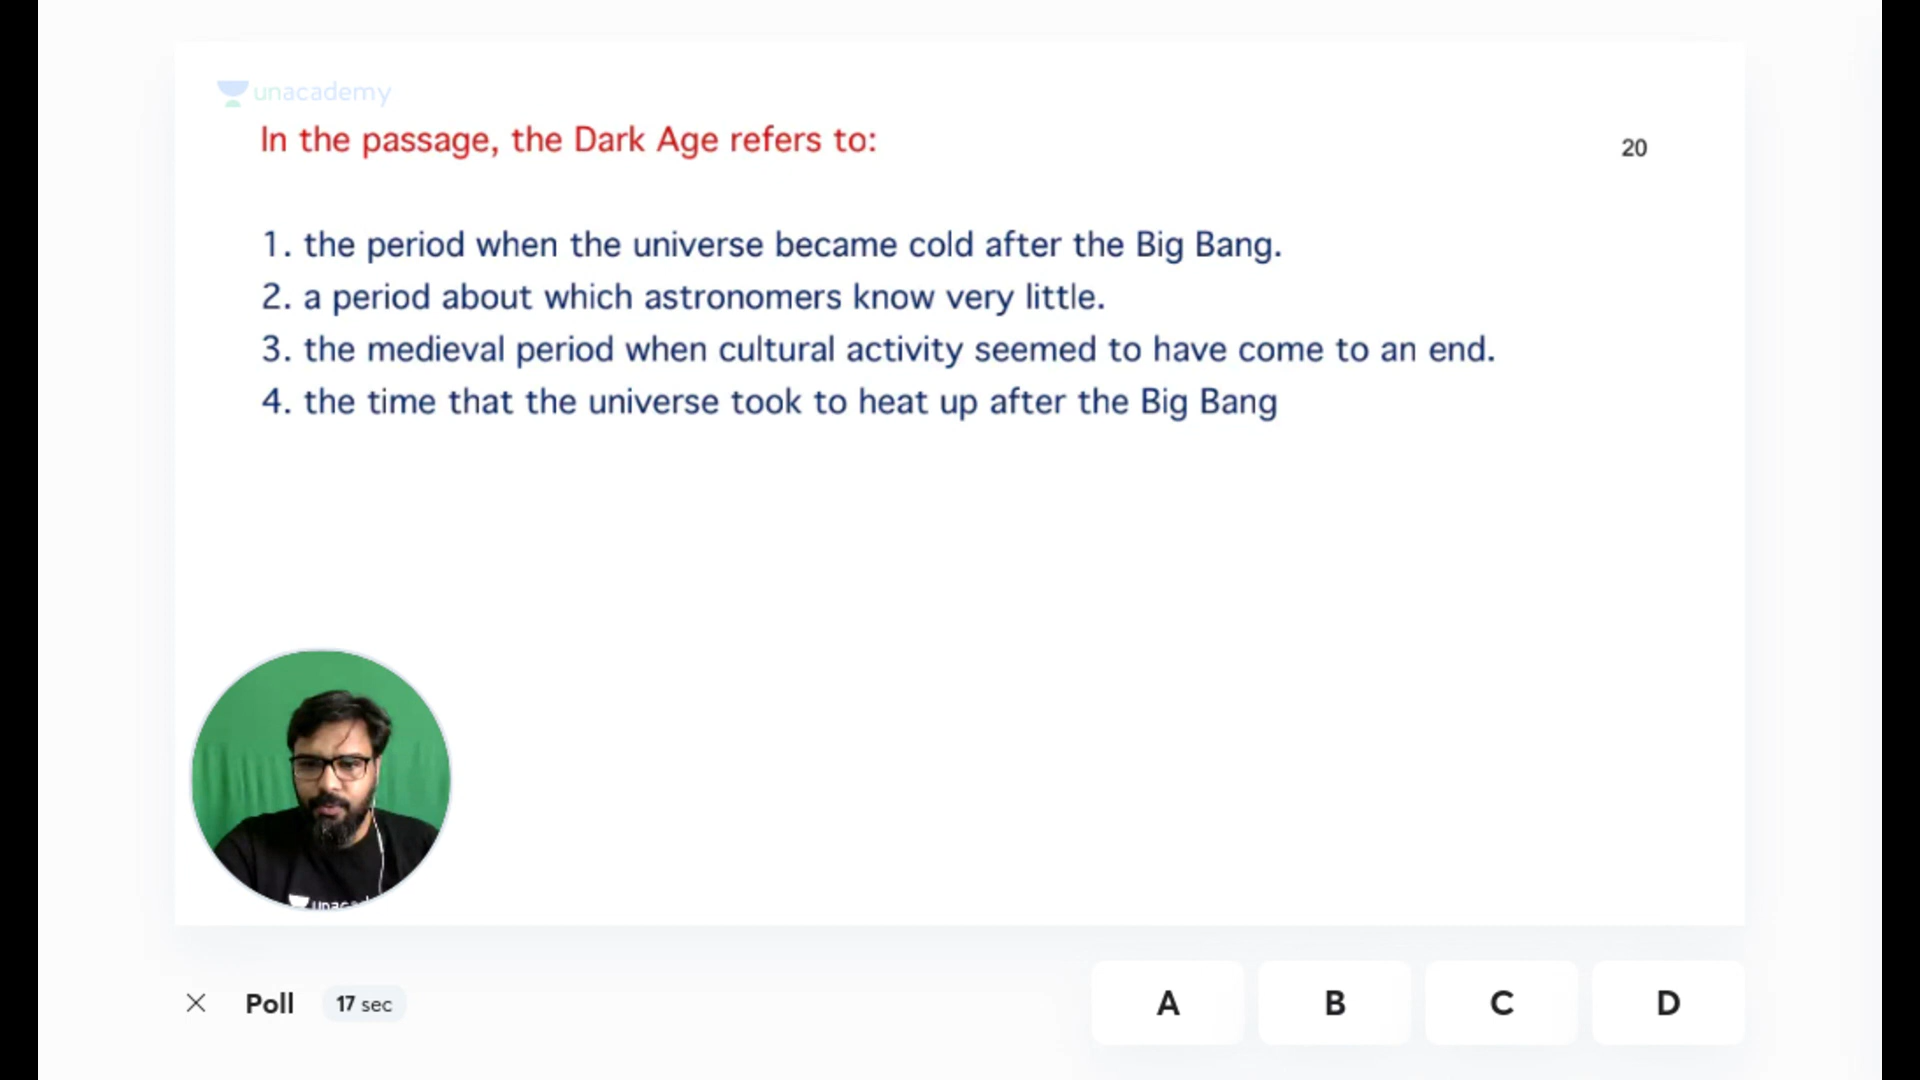 unacademy
In the passage, the Dark Age refers to:
20
1. the period when the universe became cold after the Big Bang.
2. a period about which astronomers know very little.
3. the medieval period when cultural activity seemed to have come to an end.
4. the time that the universe took to heat up after the Big Bang
Poll
17 sec
A
B
C
D